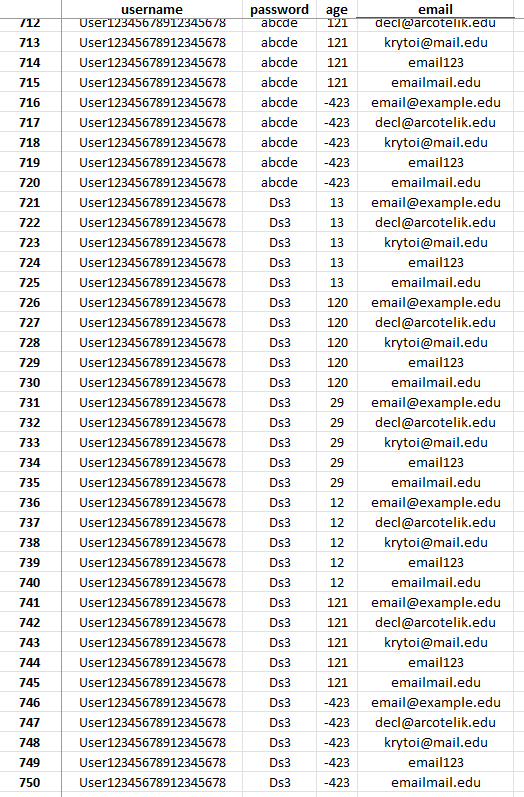 username password age email
712 User12345678912345678 abcde 121 decl@arcotelik.edu
713 User12345678912345678 abcde 121 krytoi@mail.edu
714 User12345678912345678 abcde 121 email123
715 User12345678912345678 abcde 121 emailmail.edu
716 User12345678912345678 abcde -423 email@example.edu
717 User12345678912345678 abcde -423 decl@arcotelik.edu
718 User12345678912345678 abcde -423 krytoi@mail.edu
719 User12345678912345678 abcde -423 email123
720 User12345678912345678 abcde -423 emailmail.edu
721 User12345678912345678 Ds3 13 email@example.edu
722 User12345678912345678 Ds3 13 decl@arcotelik.edu
723 User12345678912345678 Ds3 13 krytoi@mail.edu
724 User12345678912345678 Ds3 13 email123
725 User12345678912345678 Ds3 13 emailmail.edu
726 User12345678912345678 Ds3 120 email@example.edu
727 User12345678912345678 Ds3 120 decl@arcotelik.edu
728 User12345678912345678 Ds3 120 krytoi@mail.edu
729 User12345678912345678 Ds3 120 email123
730 User12345678912345678 Ds3 120 emailmail.edu
731 User12345678912345678 Ds3 29 email@example.edu
732 User12345678912345678 Ds3 29 decl@arcotelik.edu
733 User12345678912345678 Ds3 29 krytoi@mail.edu
734 User12345678912345678 Ds3 29 email123
735 User12345678912345678 Ds3 29 emailmail.edu
736 User12345678912345678 Ds3 12 email@example.edu
737 User12345678912345678 Ds3 12 decl@arcotelik.edu
738 User12345678912345678 Ds3 12 krytoi@mail.edu
739 User12345678912345678 Ds3 12 email123
740 User12345678912345678 Ds3 12 emailmail.edu
741 User12345678912345678 Ds3 121 email@example.edu
742 User12345678912345678 Ds3 121 decl@arcotelik.edu
743 User12345678912345678 Ds3 121 krytoi@mail.edu
744 User12345678912345678 Ds3 121 email123
745 User12345678912345678 Ds3 121 emailmail.edu
746 User12345678912345678 Ds3 -423 email@example.edu
747 User12345678912345678 Ds3 -423 decl@arcotelik.edu
748 User12345678912345678 Ds3 -423 krytoi@mail.edu
749 User12345678912345678 Ds3 -423 email123
750 User12345678912345678 Ds3 -423 emailmail.edu